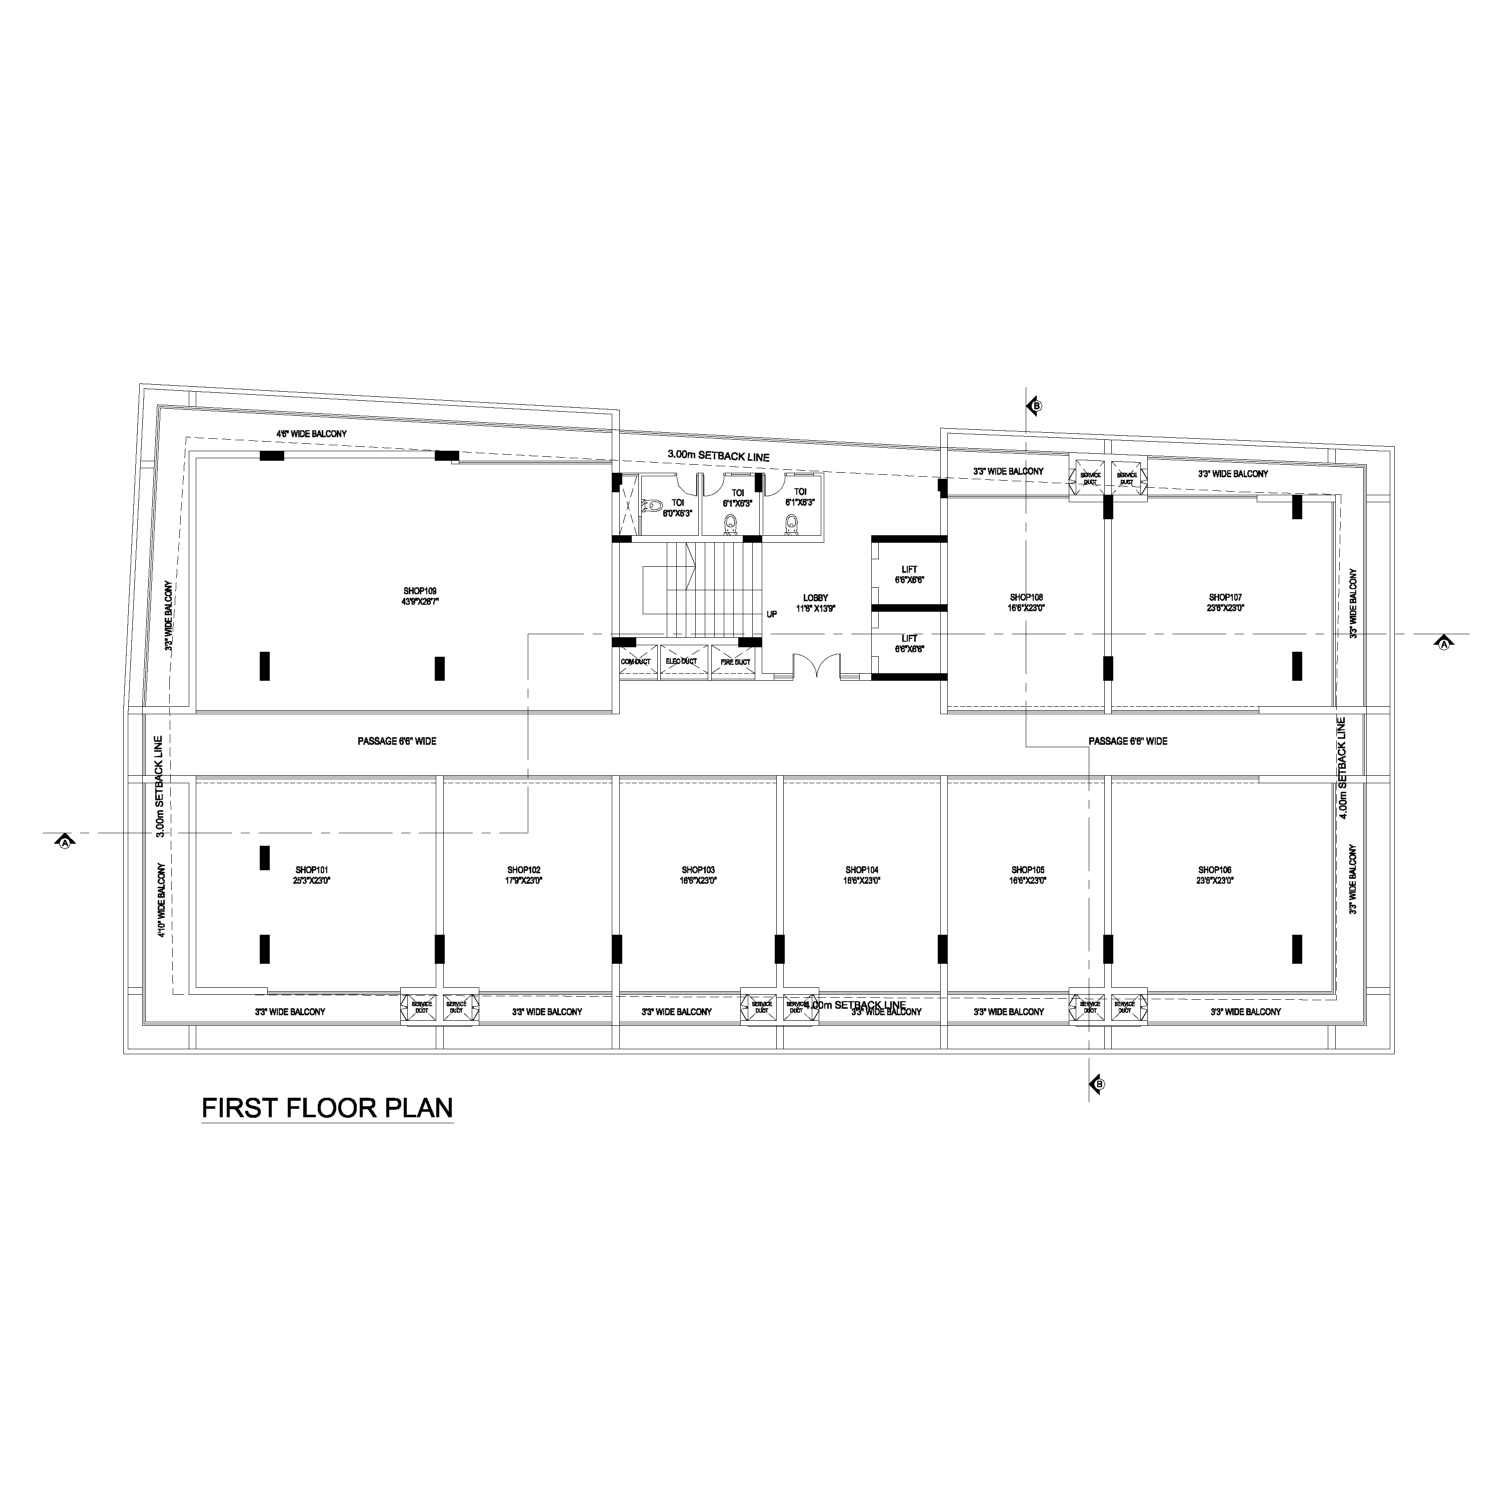 B
4'6" WIDE BALCONY
3.00m SETBACK LINE
3'3" WIDE BALCONY
SERVICE
DUCT
SERVICE
DUCT
3'3" WIDE BALCONY
TOI
6'0"X6'3"
TOI
6'1"X6'3"
TOI
6'1"X6'3"
LIFT
6'6"X6'6"
SHOP109
43'9"X26'7"
3'3" WIDE BALCONY
LOBBY
11'6" X13'9"
UP
SHOP108
16'6"X23'0"
SHOP107
23'6"X23'0"
3'3" WIDE BALCONY
LIFT
6'6"X6'6"
A
COM DUCT
ELEC DUCT
FIRE DUCT
PASSAGE 6'6" WIDE
PASSAGE 6'6" WIDE
3.00m SETBACK LINE
4.00m SETBACK LINE
A
SHOP101
25'3"X23'0"
SHOP102
17'9"X23'0"
SHOP103
16'6"X23'0"
SHOP104
16'6"X23'0"
SHOP105
16'6"X23'0"
SHOP106
23'6"X23'0"
4'10" WIDE BALCONY
3'3" WIDE BALCONY
3'3" WIDE BALCONY
SERVICE
DUCT
SERVICE
DUCT
3'3" WIDE BALCONY
3'3" WIDE BALCONY
SERVICE
DUCT
SERVICE
DUCT
4.00m SETBACK LINE
3'3" WIDE BALCONY
3'3" WIDE BALCONY
SERVICE
DUCT
SERVICE
DUCT
3'3" WIDE BALCONY
B
FIRST FLOOR PLAN